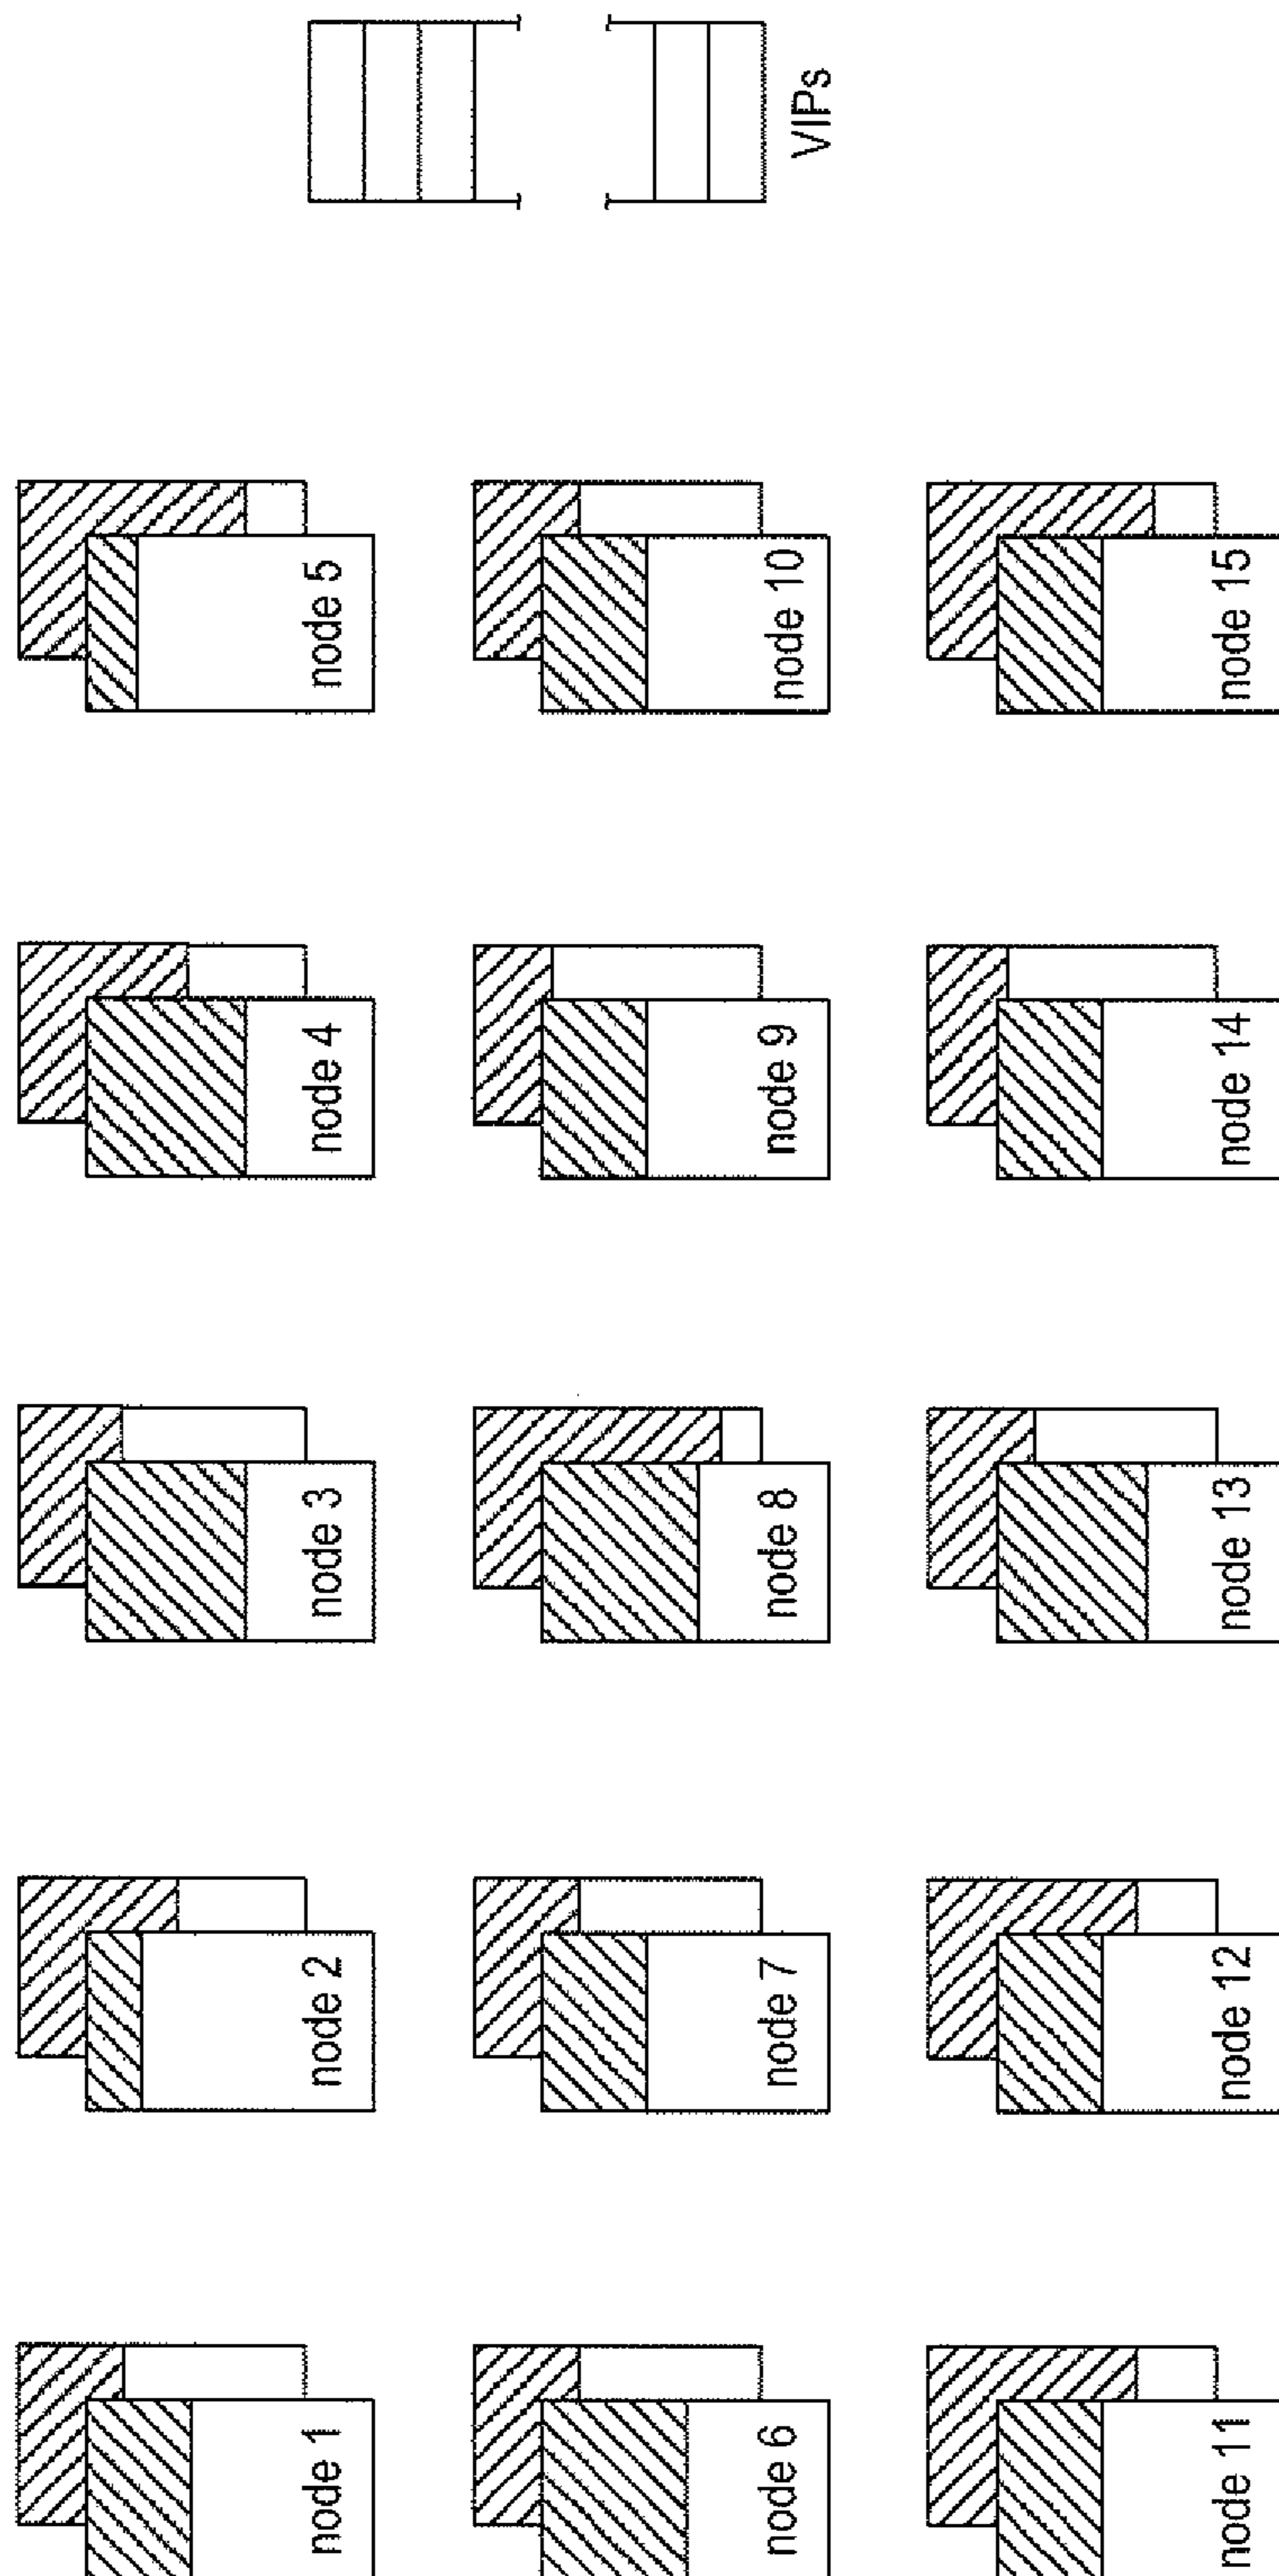 node 1
node 2
node 3
node 4
node 5
node 6
node 7
node 8
node 9
node 10
node 11
node 12
node 13
node 14
node 15
VIPs